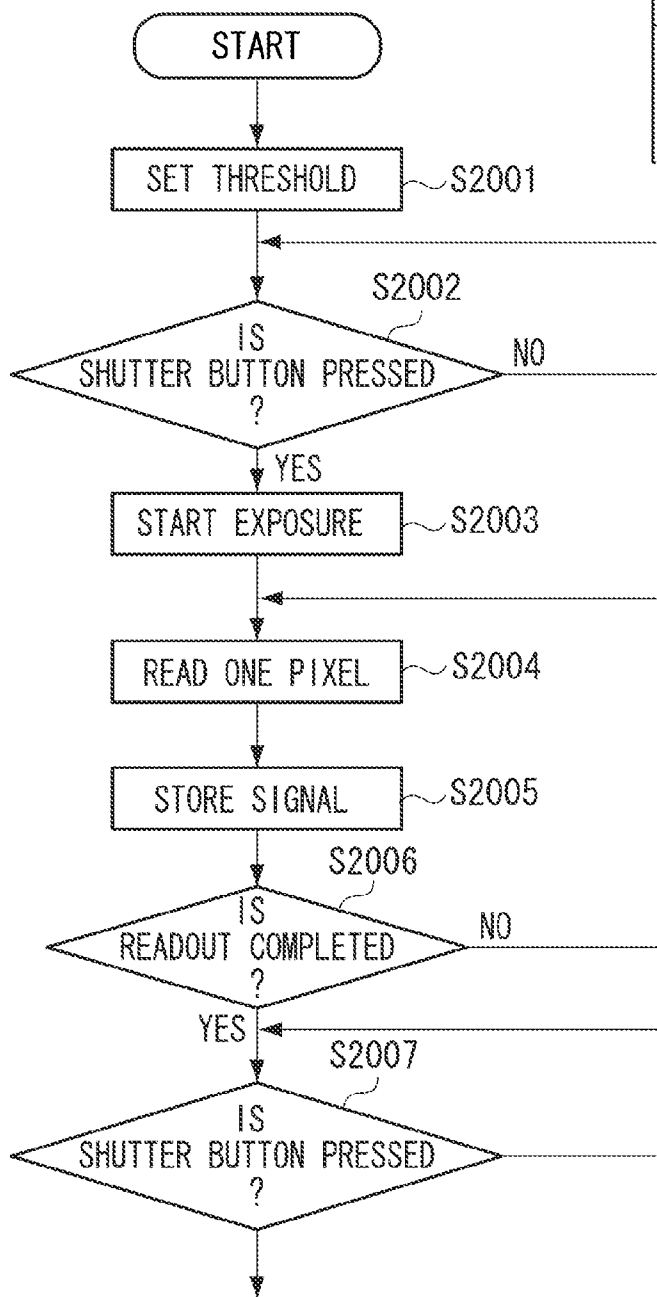 START
SET THRESHOLD
S2001
S2002
IS
SHUTTER BUTTON PRESSED
?
NO
YES
START EXPOSURE
S2003
READ ONE PIXEL
S2004
STORE SIGNAL
S2005
S2006
IS
READOUT COMPLETED
?
NO
YES
S2007
IS
SHUTTER BUTTON PRESSED
?